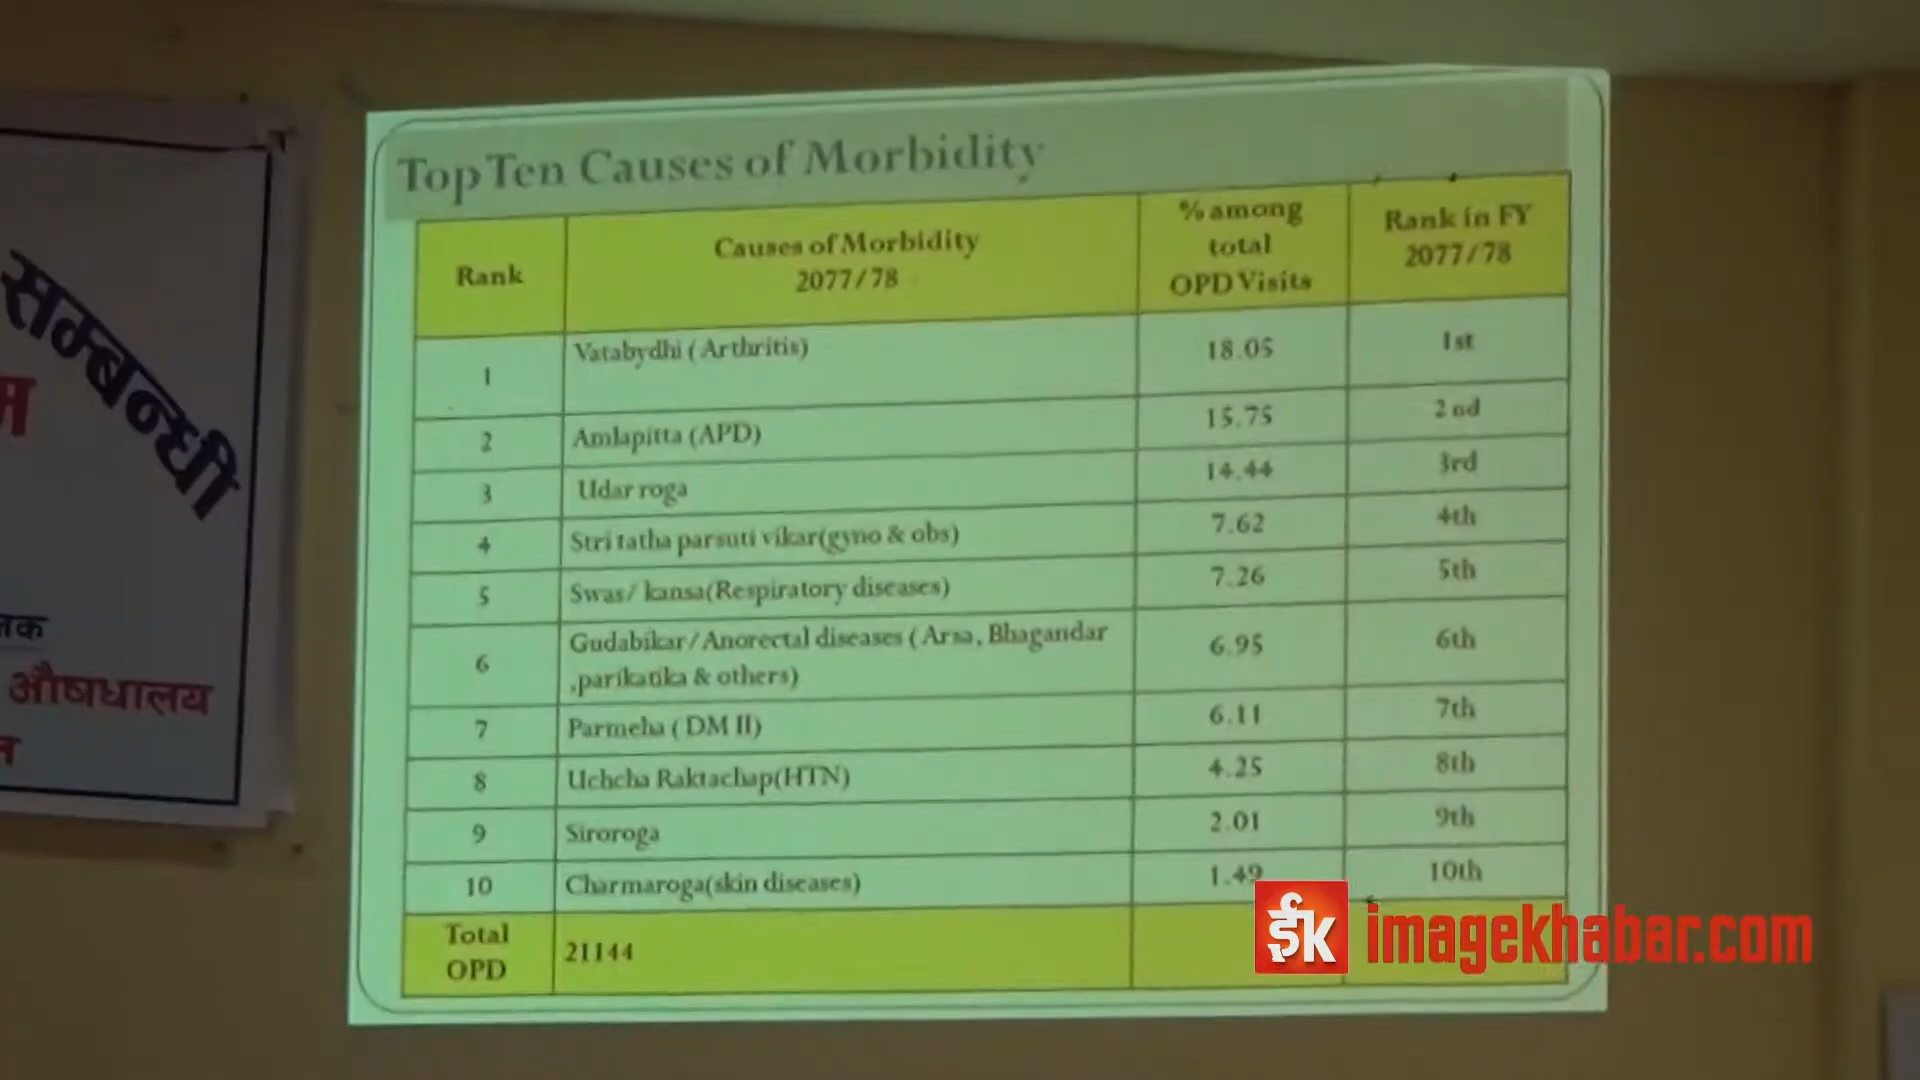 सम्बन्धी
औषधालय
Top Ten Causes of Morbidity
Rank
Causes of Morbidity
2077/78
% among
total
OPD Visits
Rank in FY
2077/78
1 Vatabydhi ( Arthritis) 18.05 1st
2 Amlapitta (APD) 15.75 2nd
3 Udar roga 14.44 3rd
4 Stri tatha parsuti vikar(gyno & obs) 7.62 4th
5 Swas/ kansa(Respiratory diseases) 7.26 5th
6 Gudabikar/Anorectal diseases ( Arsa, Bhagandar
,parikatika & others) 6.95 6th
7 Parmeha ( DM II) 6.11 7th
8 Uchcha Raktachap(HTN) 4.25 8th
9 Siroroga 2.01 9th
10 Charmaroga(skin diseases) 1.49 10th
Total
OPD
21144
imagekhabar.com